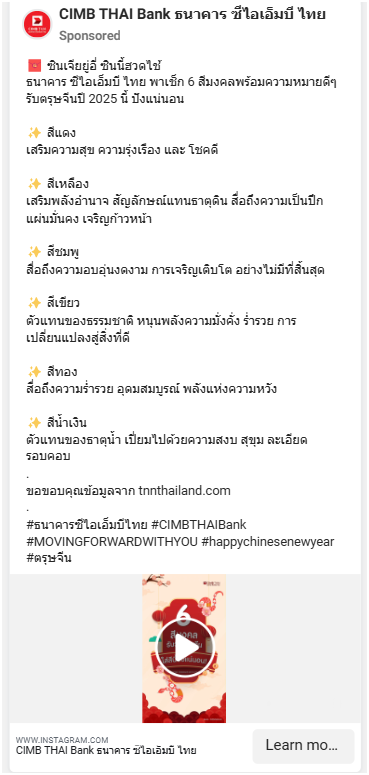 CIMB THAI Bank ธนาคาร ซีไอเอ็มบี ไทย
Sponsored
🧧 ซินเจียยู่อี่ ซินนี้ฮวดไช้
ธนาคาร ซีไอเอ็มบี ไทย พาเช็ก 6 สีมงคลพร้อมความหมายดีๆ
รับตรุษจีนปี 2025 นี้ ปังแน่นอน
✨ สีแดง
เสริมความสุข ความรุ่งเรือง และ โชคดี
✨ สีเหลือง
เสริมพลังอำนาจ สัญลักษณ์แทนธาตุดิน สื่อถึงความเป็นปึก
แผ่นมั่นคง เจริญก้าวหน้า
✨ สีชมพู
สื่อถึงความอบอุ่นงดงาม การเจริญเติบโต อย่างไม่มีที่สิ้นสุด
✨ สีเขียว
ตัวแทนของธรรมชาติ หนุนพลังความมั่งคั่ง ร่ำรวย การ
เปลี่ยนแปลงสู่สิ่งที่ดี
✨ สีทอง
สื่อถึงความร่ำรวย อุดมสมบูรณ์ พลังแห่งความหวัง
✨ สีน้ำเงิน
ตัวแทนของธาตุน้ำ เปี่ยมไปด้วยความสงบ สุขุม ละเอียด
รอบคอบ
.
ขอขอบคุณข้อมูลจาก tnnthailand.com
.
#ธนาคารซีไอเอ็มบีไทย #CIMBTHAIBank
#MOVINGFORWARDWITHYOU #happychinesenewyear
#ตรุษจีน
6
WWW.INSTAGRAM.COM
CIMB THAI Bank ธนาคาร ซีไอเอ็มบี ไทย
Learn mo...